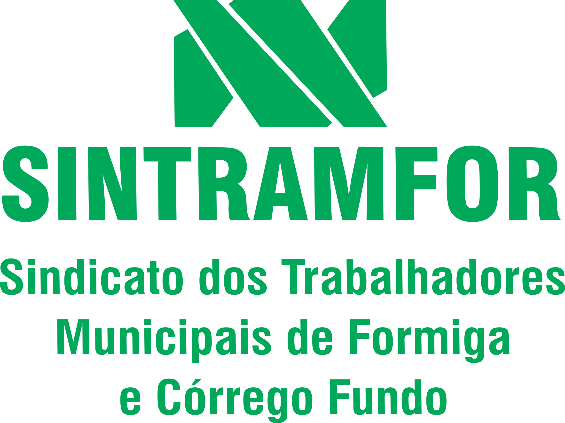 SINTRAMFOR
Sindicato dos Trabalhadores
Municipais de Formiga
e Córrego Fundo